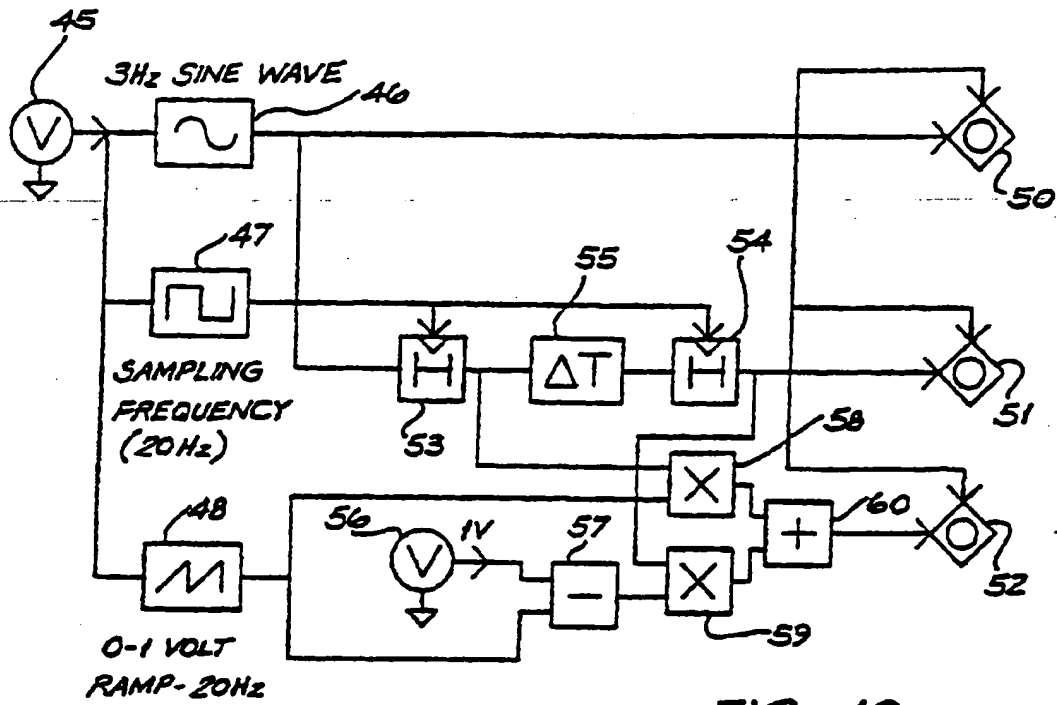 45
3Hz SINE WAVE
46
50
47
55
54
SAMPLING
FREQUENCY
(20Hz)
ΔT
53
51
58
48
56
1V
57
60
52
59
0-1 VOLT
RAMP-20Hz